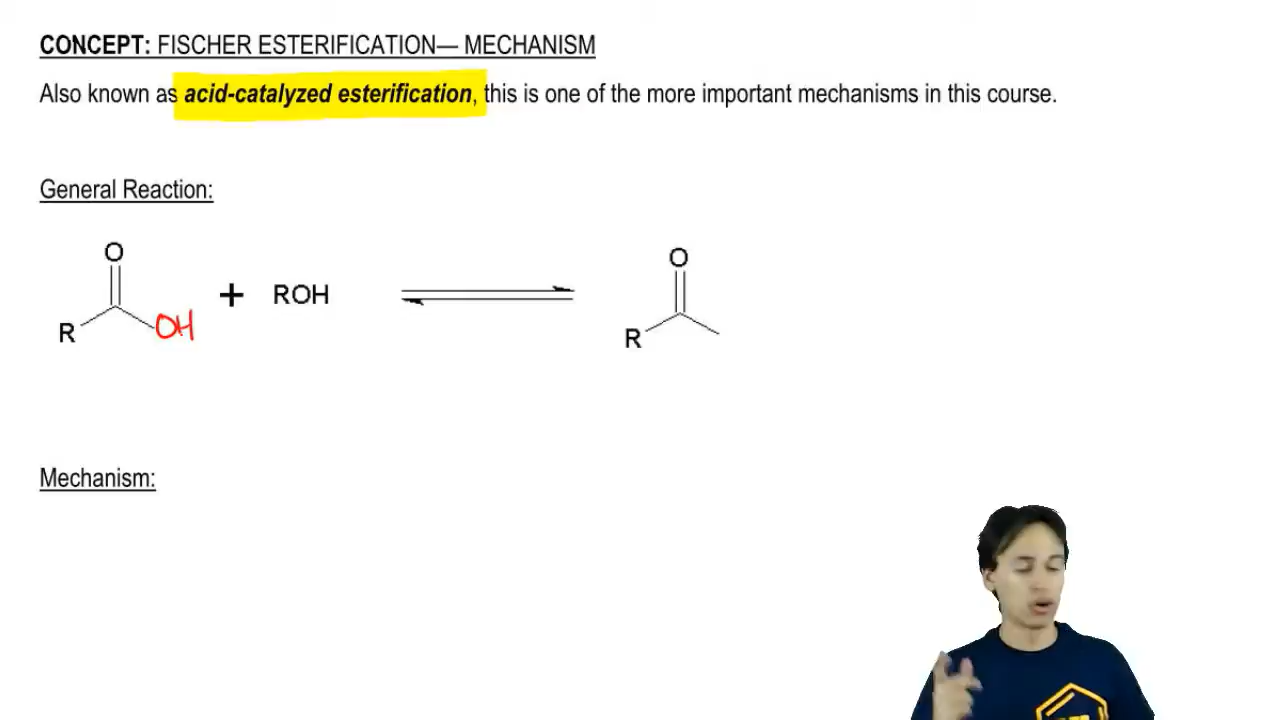 CONCEPT: FISCHER ESTERIFICATION— MECHANISM
Also known as acid-catalyzed esterification, this is one of the more important mechanisms in this course.
General Reaction:
O
R
OH
+ ROH
O
R
Mechanism: